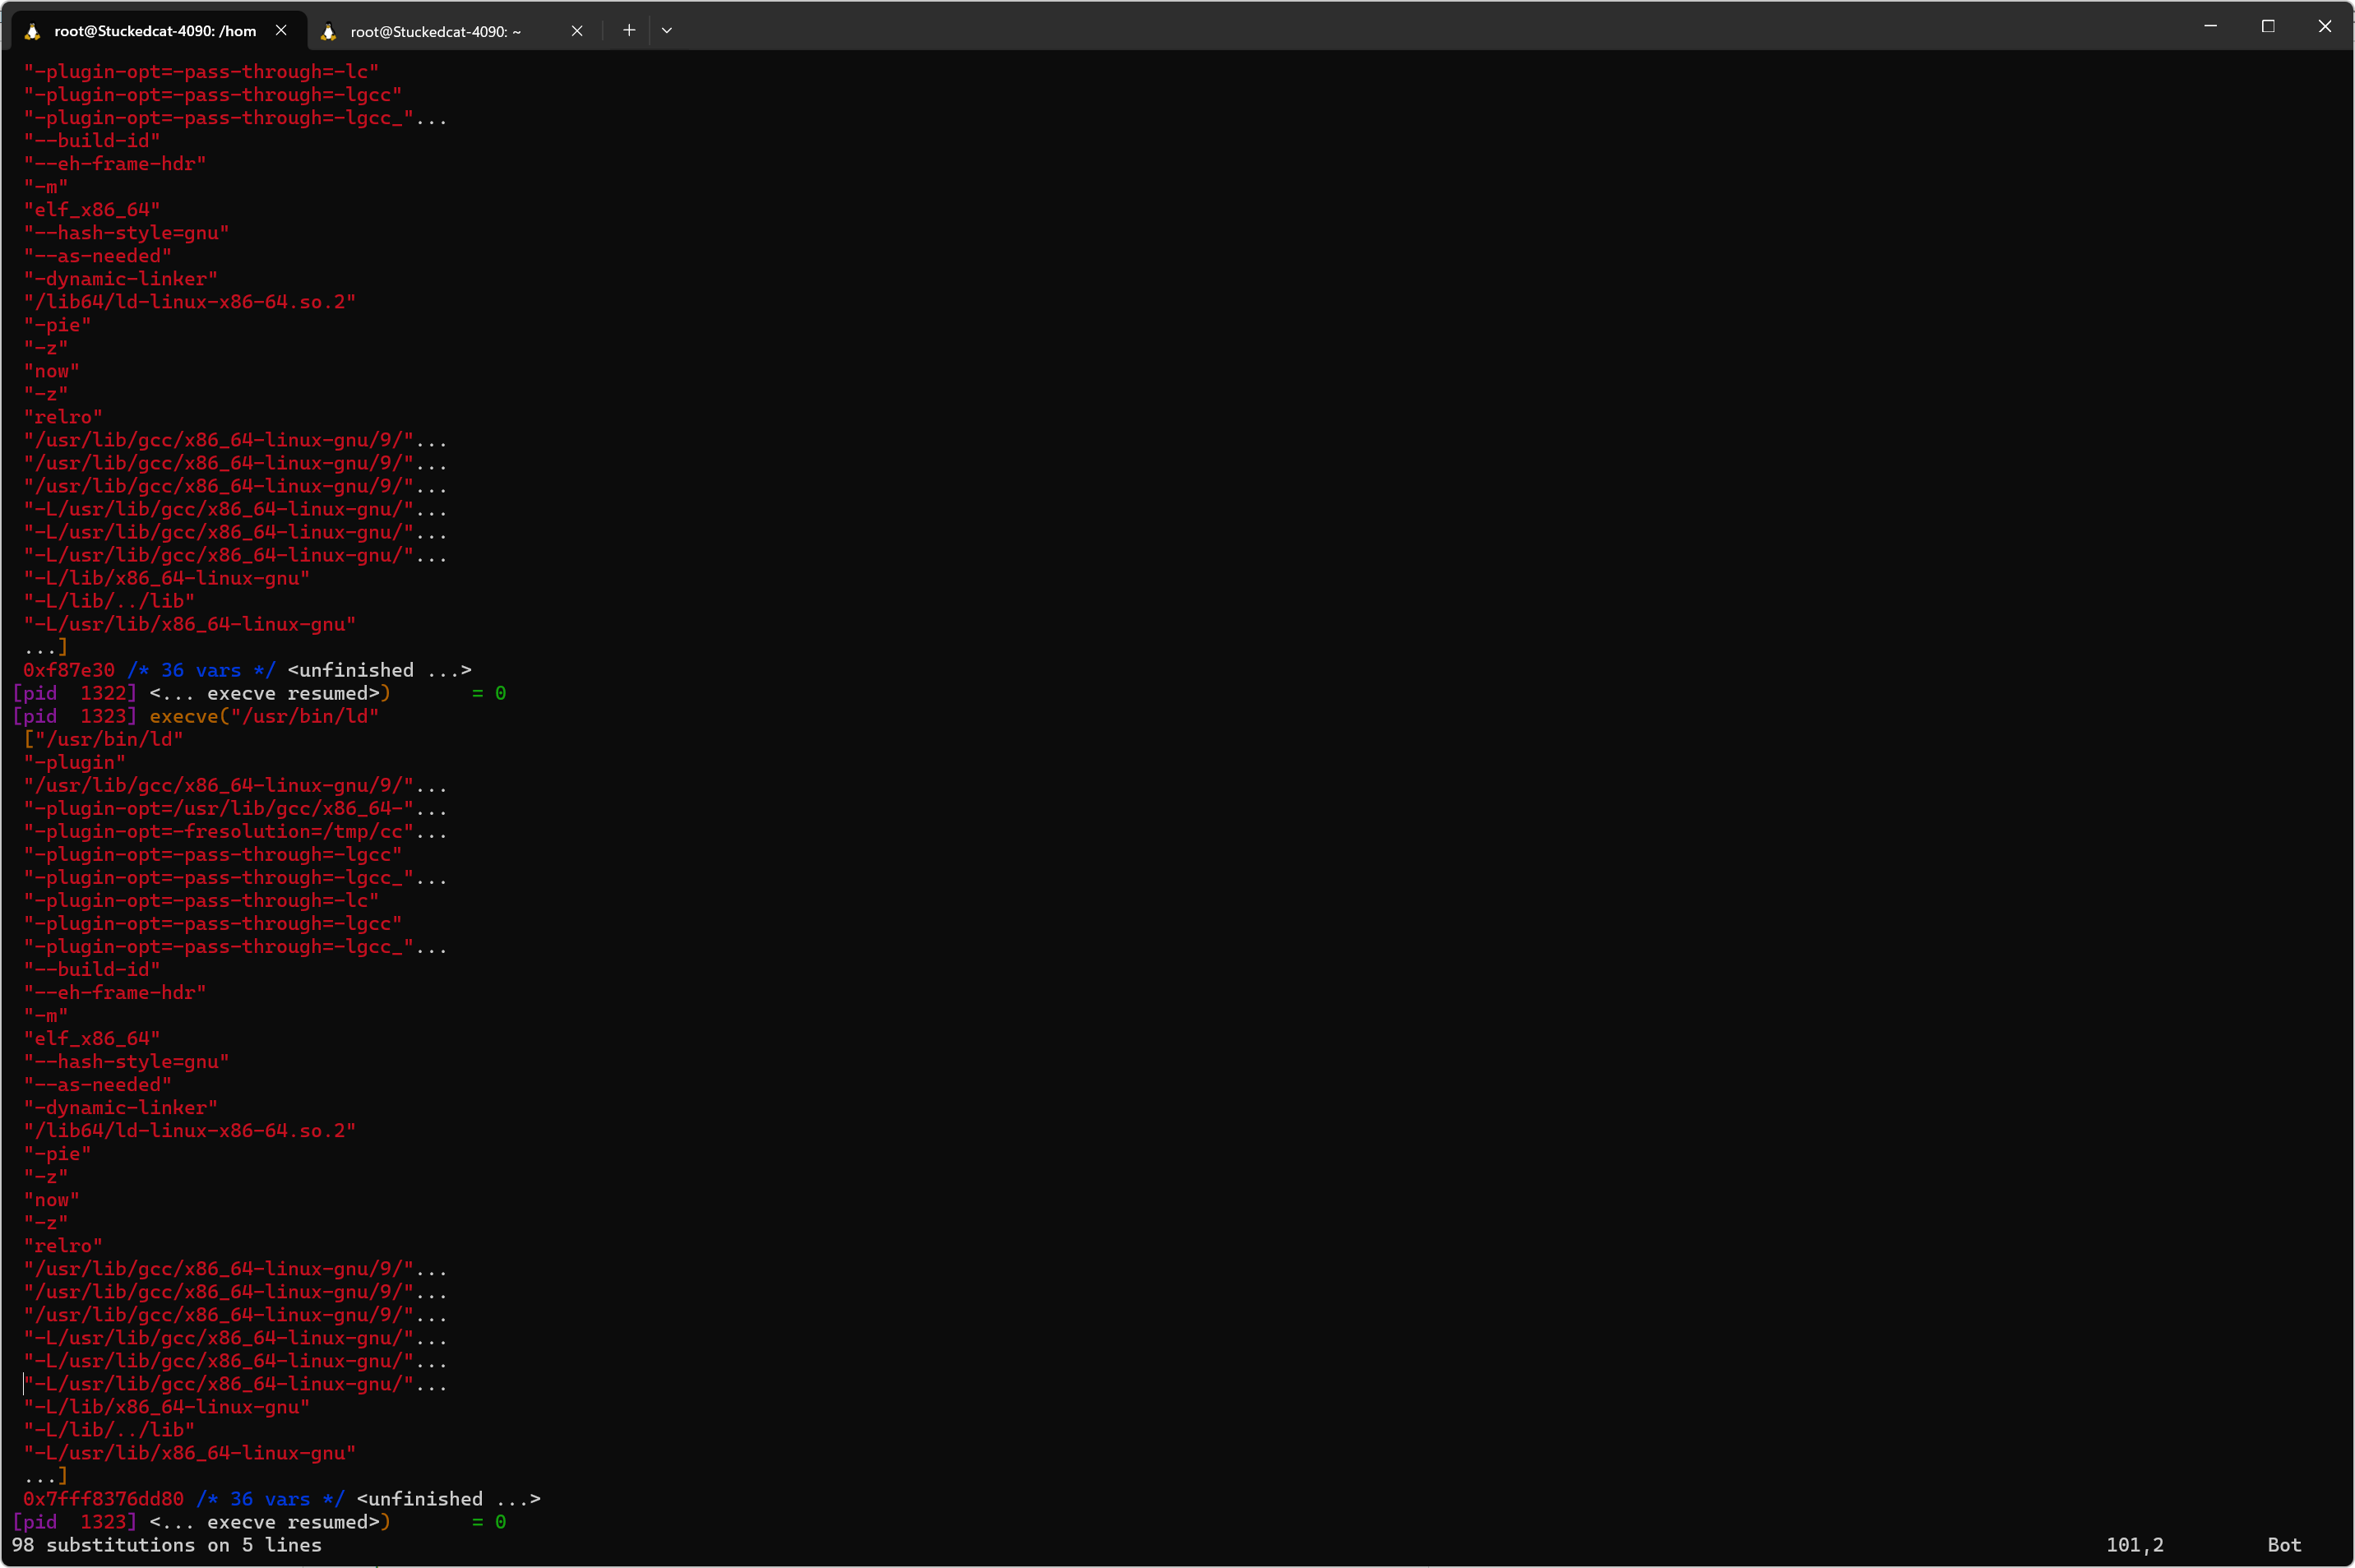 root@Stuckedcat-4090: /hom
root@Stuckedcat-4090: ~
"-plugin-opt=-pass-through=-lc"
"-plugin-opt=-pass-through=-lgcc"
"-plugin-opt=-pass-through=-lgcc_"...
"--build-id"
"--eh-frame-hdr"
"-m"
"elf_x86_64"
"--hash-style=gnu"
"--as-needed"
"-dynamic-linker"
"/lib64/ld-linux-x86-64.so.2"
"-pie"
"-z"
"now"
"-z"
"relro"
"/usr/lib/gcc/x86_64-linux-gnu/9/"...
"/usr/lib/gcc/x86_64-linux-gnu/9/"...
"/usr/lib/gcc/x86_64-linux-gnu/9/"...
"-L/usr/lib/gcc/x86_64-linux-gnu/"...
"-L/usr/lib/gcc/x86_64-linux-gnu/"...
"-L/usr/lib/gcc/x86_64-linux-gnu/"...
"-L/lib/x86_64-linux-gnu"
"-L/lib/../lib"
"-L/usr/lib/x86_64-linux-gnu"
...]
0xf87e30 /* 36 vars */ <unfinished ...>
[pid  1322] <... execve resumed>)       = 0
[pid  1323] execve("/usr/bin/ld"
["/usr/bin/ld"
"-plugin"
"/usr/lib/gcc/x86_64-linux-gnu/9/"...
"-plugin-opt=/usr/lib/gcc/x86_64-"...
"-plugin-opt=-fresolution=/tmp/cc"...
"-plugin-opt=-pass-through=-lgcc"
"-plugin-opt=-pass-through=-lgcc_"...
"-plugin-opt=-pass-through=-lc"
"-plugin-opt=-pass-through=-lgcc"
"-plugin-opt=-pass-through=-lgcc_"...
"--build-id"
"--eh-frame-hdr"
"-m"
"elf_x86_64"
"--hash-style=gnu"
"--as-needed"
"-dynamic-linker"
"/lib64/ld-linux-x86-64.so.2"
"-pie"
"-z"
"now"
"-z"
"relro"
"/usr/lib/gcc/x86_64-linux-gnu/9/"...
"/usr/lib/gcc/x86_64-linux-gnu/9/"...
"/usr/lib/gcc/x86_64-linux-gnu/9/"...
"-L/usr/lib/gcc/x86_64-linux-gnu/"...
"-L/usr/lib/gcc/x86_64-linux-gnu/"...
"-L/usr/lib/gcc/x86_64-linux-gnu/"...
"-L/lib/x86_64-linux-gnu"
"-L/lib/../lib"
"-L/usr/lib/x86_64-linux-gnu"
...]
0x7fff8376dd80 /* 36 vars */ <unfinished ...>
[pid  1323] <... execve resumed>)       = 0
98 substitutions on 5 lines 101,2 Bot